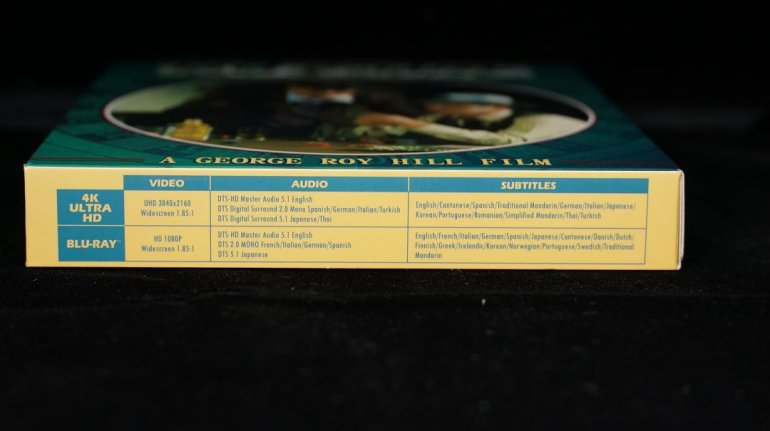 A GEORGE ROY HILL FILM
VIDEO AUDIO SUBTITLES
4K
ULTRA
HD
UHD 3840x2160
Widescreen 1.85:1
DTS-HD Master Audio 5.1 English
DTS Digital Surround 2.0 Mono Spanish/German/Italian/Turkish
DTS Digital Surround 5.1 Japanese/Thai
English/Cantonese/Spanish/Traditional Mandarin/German/Italian/Japanese/
Korean/Portuguese/Romanian/Simplified Mandarin/Thai/Turkish
BLU-RAY™
HD 1080P
Widescreen 1.85:1
DTS-HD Master Audio 5.1 English
DTS 2.0 MONO French/Italian/German/Spanish
DTS 5.1 Japanese
English/French/Italian/German/Spanish/Japanese/Cantonese/Danish/Dutch/
Finnish/Greek/Icelandic/Korean/Norwegian/Portuguese/Swedish/Traditional
Mandarin